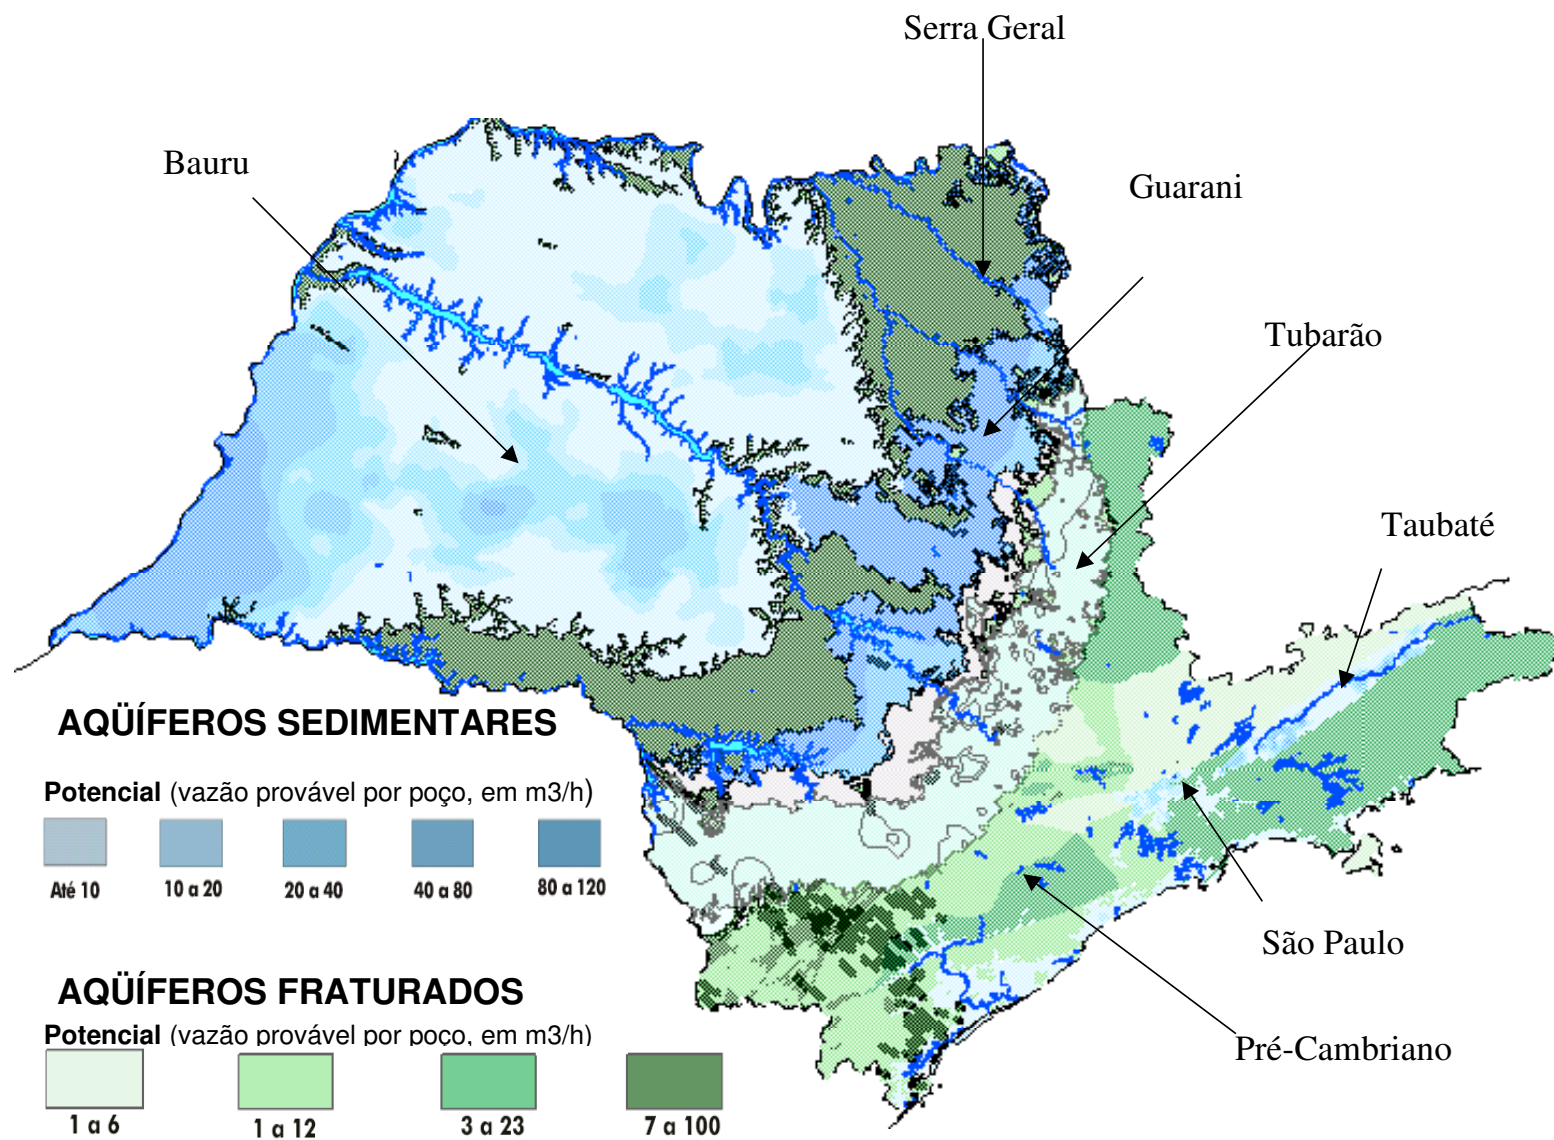 Serra Geral
Bauru
Guarani
Tubarão
Taubaté
AQÜÍFEROS SEDIMENTARES
Potencial (vazão provável por poço, em m3/h)
Até 10
10 a 20
20 a 40
40 a 80
80 a 120
São Paulo
AQÜÍFEROS FRATURADOS
Potencial (vazão provável por poço, em m3/h)
Pré-Cambriano
1 a 6
1 a 12
3 a 23
7 a 100